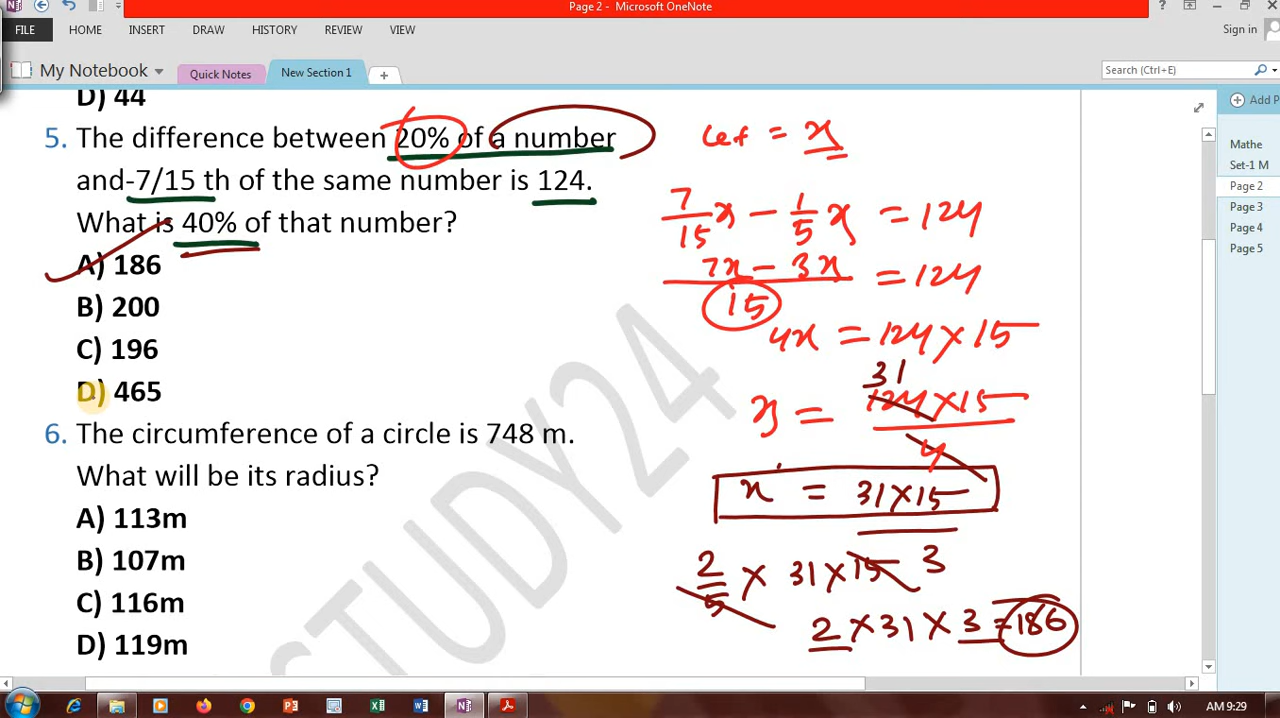 Page 2 - Microsoft OneNote
FILE HOME INSERT DRAW HISTORY REVIEW VIEW Sign in
My Notebook Quick Notes New Section 1 Search (Ctrl+E)
Add Pag
Mathe
Set-1 M
Page 2
Page 3
Page 4
Page 5
D) 44
5. The difference between 20% of a number
and-7/15 th of the same number is 124.
What is 40% of that number?
A) 186
B) 200
C) 196
D) 465
6. The circumference of a circle is 748 m.
What will be its radius?
A) 113m
B) 107m
C) 116m
D) 119m
Let = x
7/15 x - 1/5 x = 124
7x - 3x / 15 = 124
4x = 124 × 15
31
x = 124 × 15 / 4
x = 31 × 15
2/5 × 31 × 15 3
2 × 31 × 3 = 186
STUDY24
AM 9:29